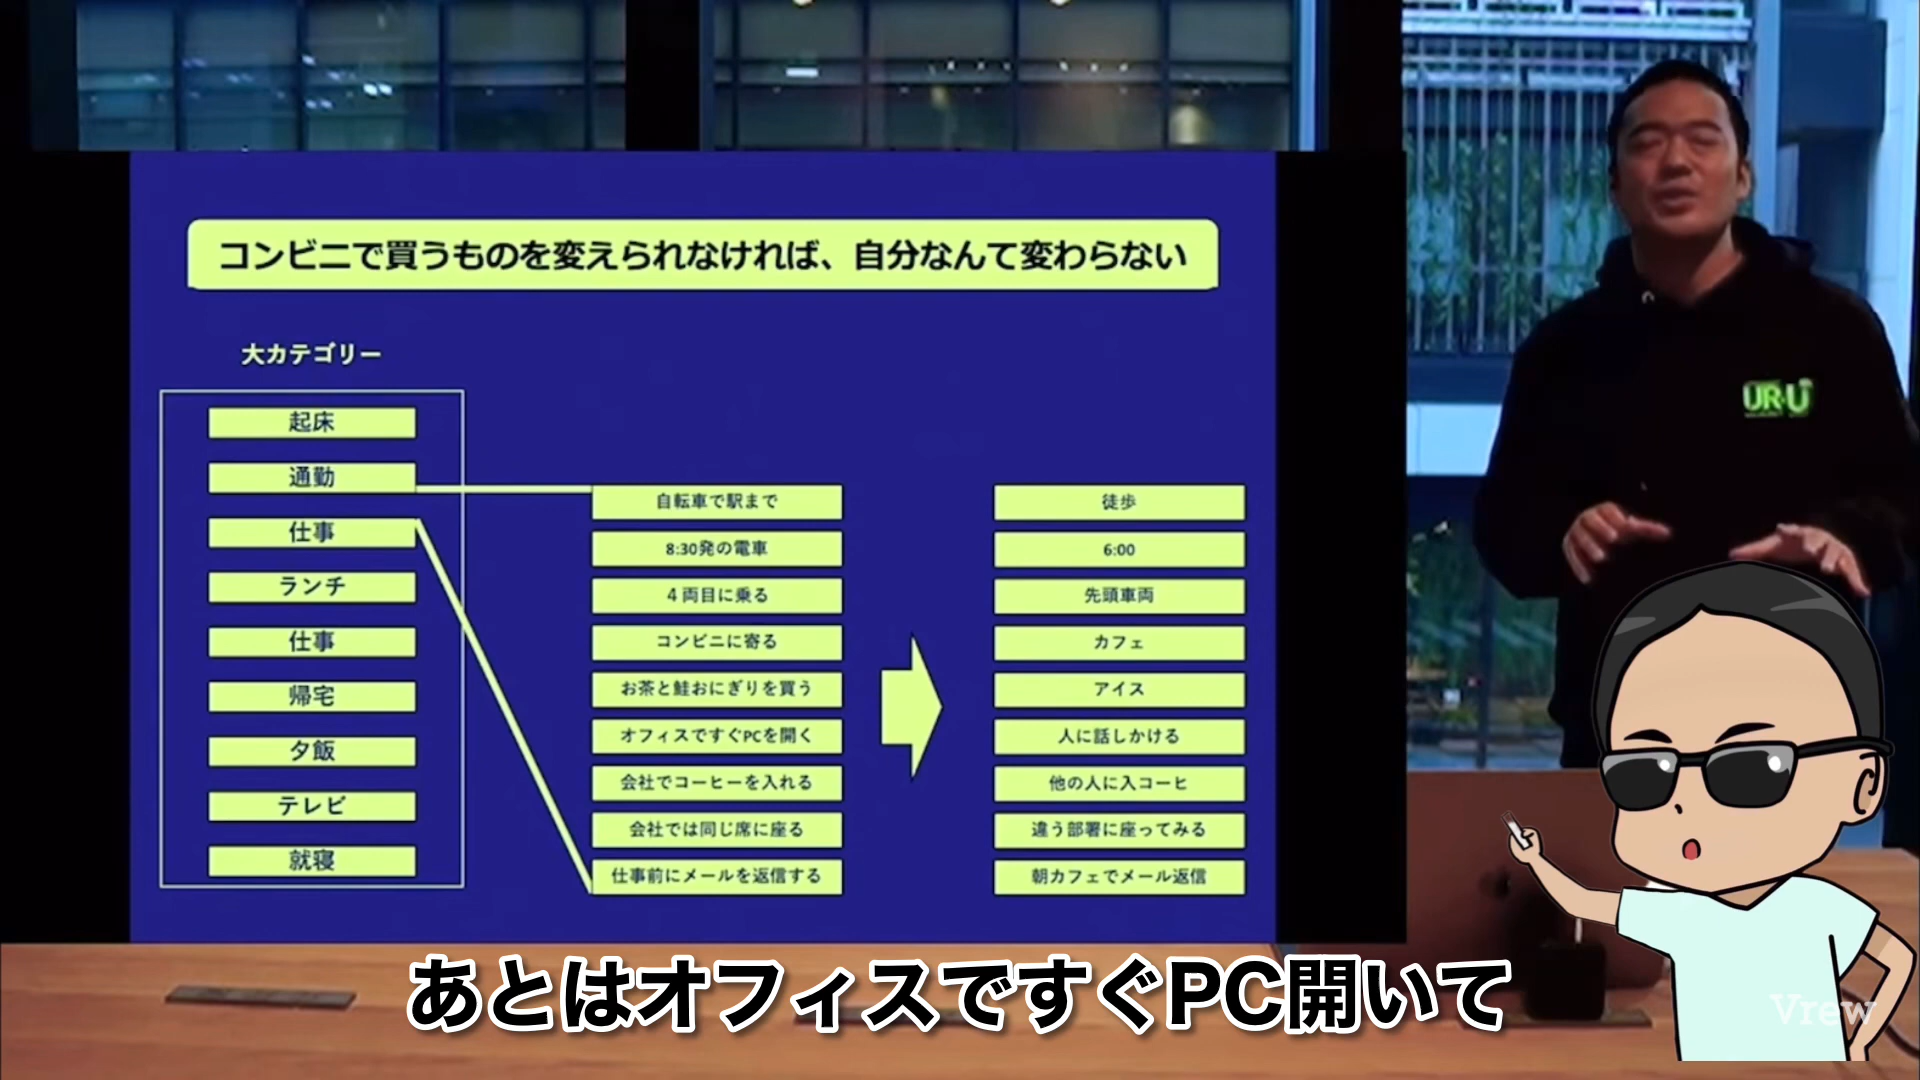 コンビニで買うものを変えられなければ、自分なんて変わらない
大カテゴリー
起床
通勤
仕事
ランチ
仕事
帰宅
夕飯
テレビ
就寝
自転車で駅まで
8:30発の電車
４両目に乗る
コンビニに寄る
お茶と鮭おにぎりを買う
オフィスですぐPCを開く
会社でコーヒーを入れる
会社では同じ席に座る
仕事前にメールを返信する
徒歩
6:00
先頭車両
カフェ
アイス
人に話しかける
他の人に入コーヒ
違う部署に座ってみる
朝カフェでメール返信
UR-U
あとはオフィスですぐPC開いて
Vrew